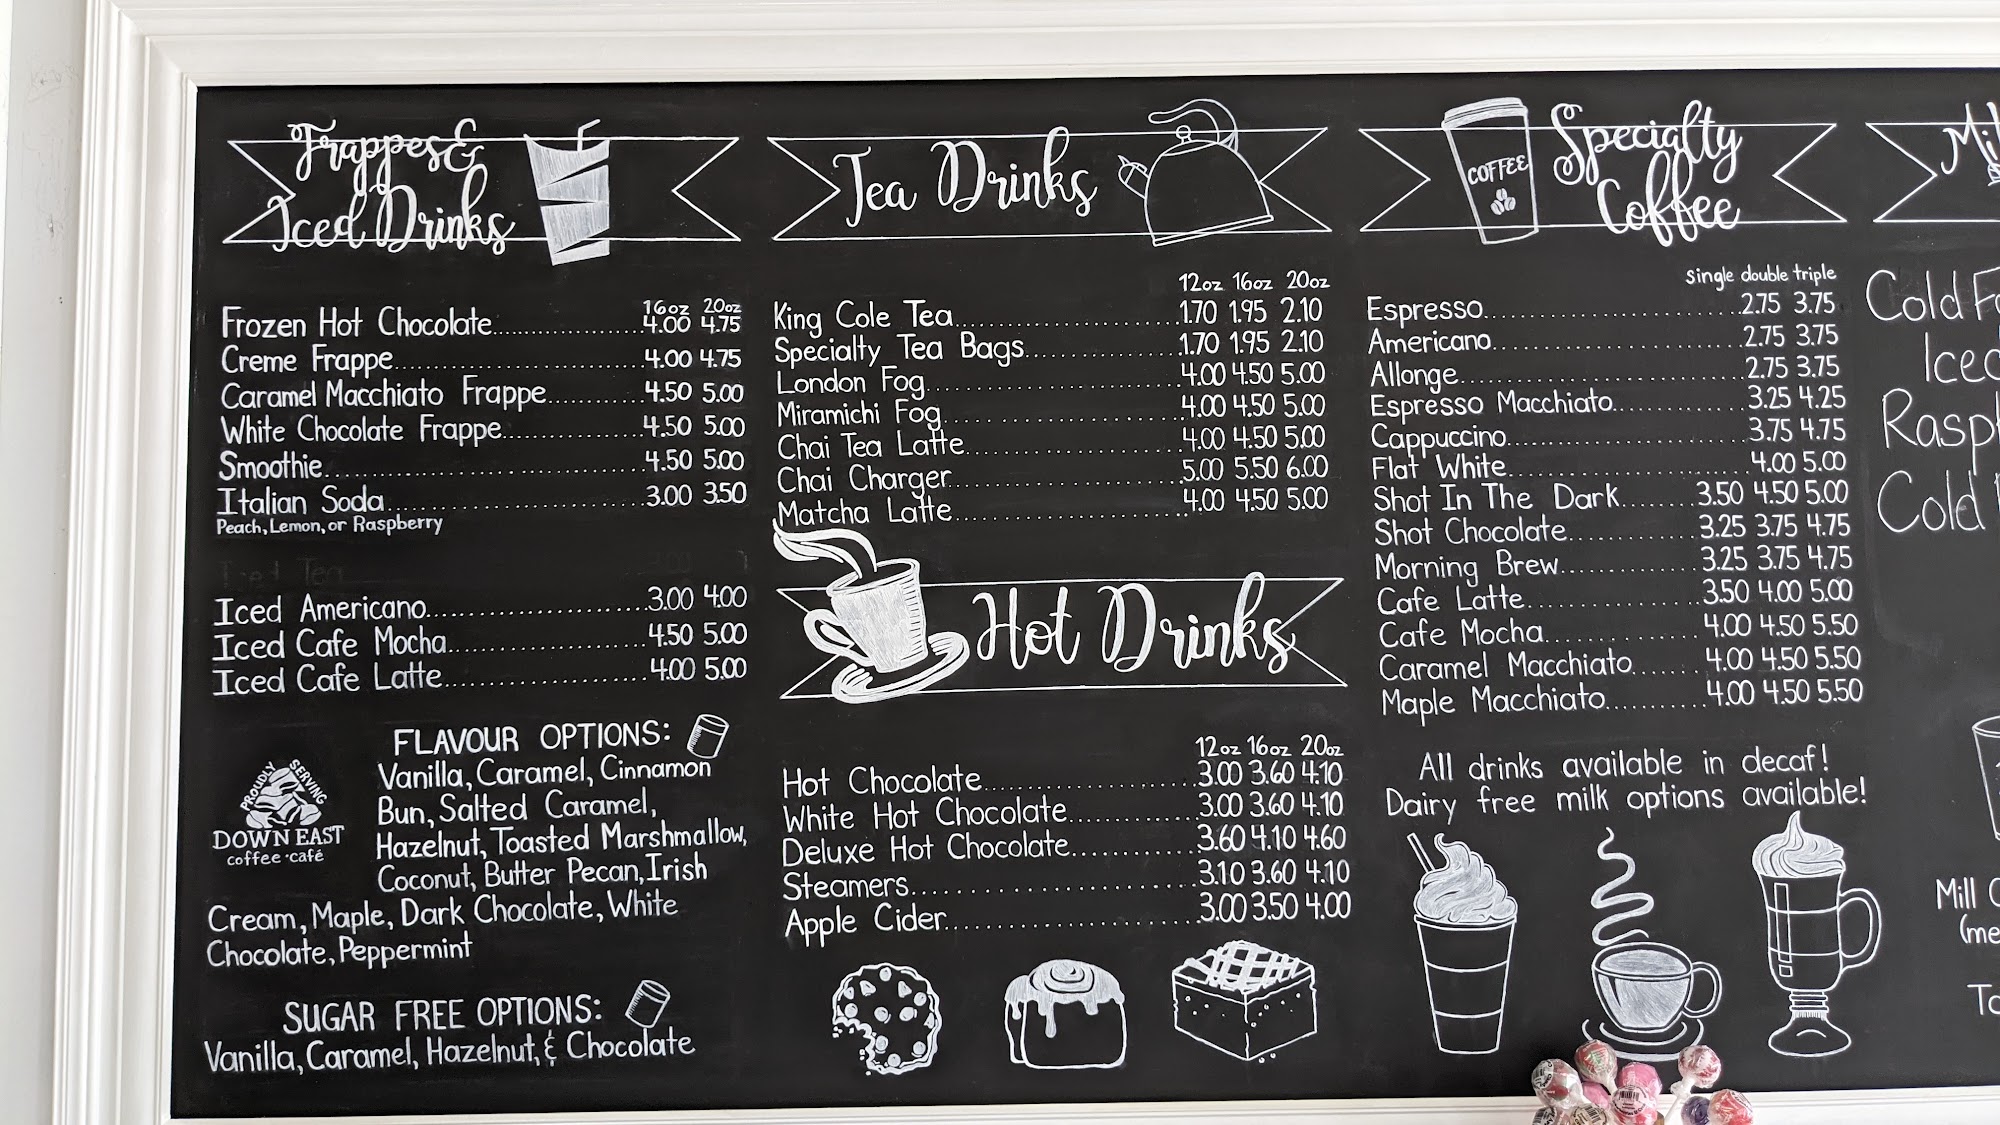 Frappes &
Iced Drinks
16oz 20oz
Frozen Hot Chocolate 4.00 4.75
Creme Frappe 4.00 4.75
Caramel Macchiato Frappe 4.50 5.00
White Chocolate Frappe 4.50 5.00
Smoothie 4.50 5.00
Italian Soda 3.00 3.50
Peach, Lemon, or Raspberry
Iced Tea 3.00
Iced Americano 3.00 4.00
Iced Cafe Mocha 4.50 5.00
Iced Cafe Latte 4.00 5.00
FLAVOUR OPTIONS:
Vanilla, Caramel, Cinnamon
Bun, Salted Caramel,
Hazelnut, Toasted Marshmallow,
Coconut, Butter Pecan, Irish
Cream, Maple, Dark Chocolate, White
Chocolate, Peppermint
PROUDLY SERVING
DOWN EAST
coffee·café
SUGAR FREE OPTIONS:
Vanilla, Caramel, Hazelnut, & Chocolate
Tea Drinks
12oz 16oz 20oz
King Cole Tea 1.70 1.95 2.10
Specialty Tea Bags 1.70 1.95 2.10
London Fog 4.00 4.50 5.00
Miramichi Fog 4.00 4.50 5.00
Chai Tea Latte 4.00 4.50 5.00
Chai Charger 5.00 5.50 6.00
Matcha Latte 4.00 4.50 5.00
Hot Drinks
12oz 16oz 20oz
Hot Chocolate 3.00 3.60 4.10
White Hot Chocolate 3.00 3.60 4.10
Deluxe Hot Chocolate 3.60 4.10 4.60
Steamers 3.10 3.60 4.10
Apple Cider 3.00 3.50 4.00
COFFEE
Specialty
Coffee
single double triple
Espresso 2.75 3.75
Americano 2.75 3.75
Allonge 2.75 3.75
Espresso Macchiato 3.25 4.25
Cappuccino 3.75 4.75
Flat White 4.00 5.00
Shot In The Dark 3.50 4.50 5.00
Shot Chocolate 3.25 3.75 4.75
Morning Brew 3.25 3.75 4.75
Cafe Latte 3.50 4.00 5.00
Cafe Mocha 4.00 4.50 5.50
Caramel Macchiato 4.00 4.50 5.50
Maple Macchiato 4.00 4.50 5.50
All drinks available in decaf!
Dairy free milk options available!
Cold
Iced
Cold
Mill